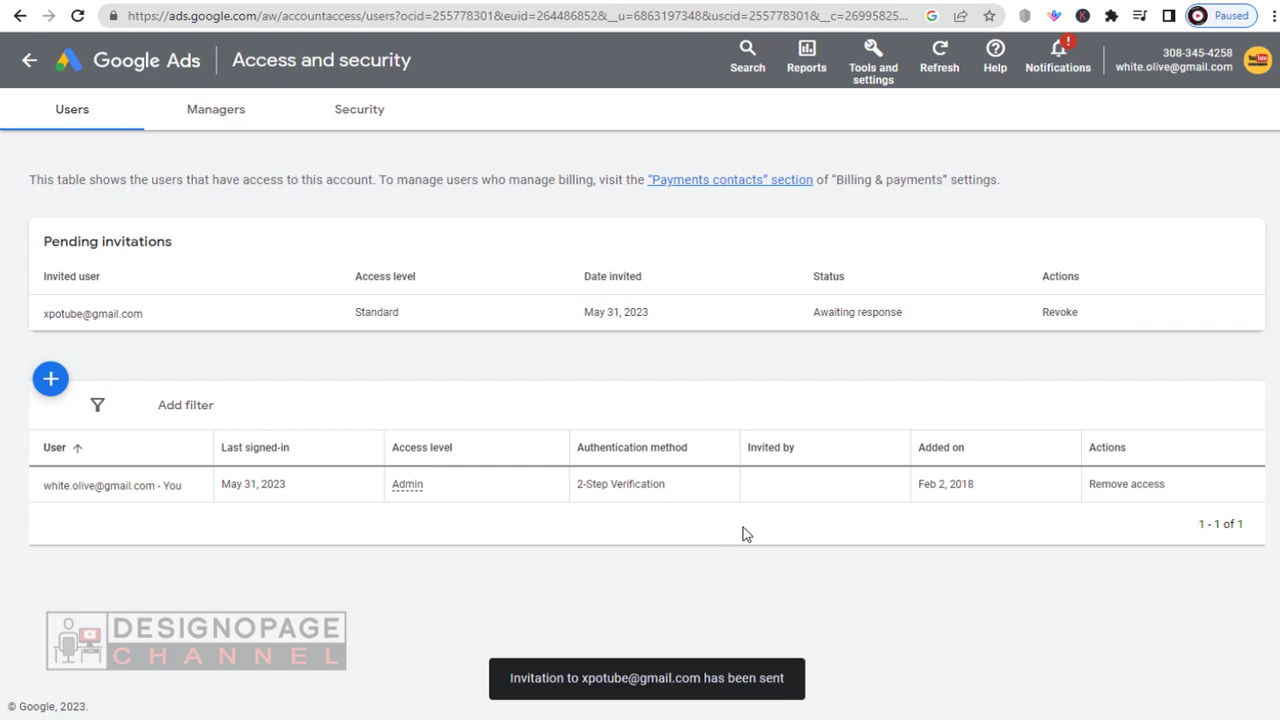 https://ads.google.com/aw/accountaccess/users?ocid=255778301&euid=264486852&__u=6863197348&uscid=255778301&__c=26995825...
Paused
Google Ads
Access and security
Search
Reports
Tools and settings
Refresh
Help
Notifications
!
308-345-4258
white.olive@gmail.com
Users
Managers
Security
This table shows the users that have access to this account. To manage users who manage billing, visit the "Payments contacts" section of "Billing & payments" settings.
Pending invitations
Invited user Access level Date invited Status Actions
xpotube@gmail.com Standard May 31, 2023 Awaiting response Revoke
Add filter
User Last signed-in Access level Authentication method Invited by Added on Actions
white.olive@gmail.com - You May 31, 2023 Admin 2-Step Verification Feb 2, 2018 Remove access
1 - 1 of 1
DESIGNOPAGE
CHANNEL
Invitation to xpotube@gmail.com has been sent
© Google, 2023.